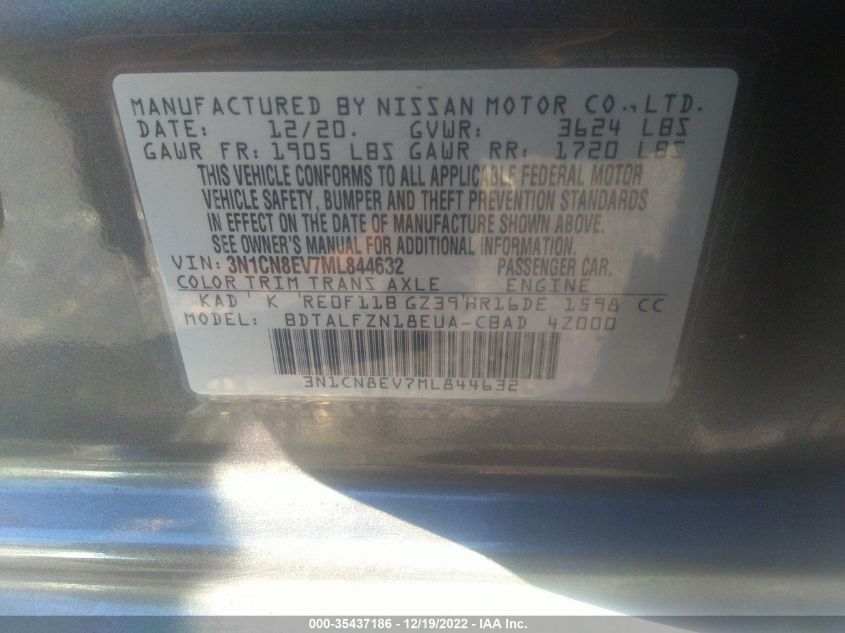 MANUFACTURED BY NISSAN MOTOR CO.,LTD.
DATE: 12/20. GVWR: 3624 LBS
GAWR FR: 1905 LBS GAWR RR: 1720 LBS
THIS VEHICLE CONFORMS TO ALL APPLICABLE FEDERAL MOTOR
VEHICLE SAFETY, BUMPER AND THEFT PREVENTION STANDARDS
IN EFFECT ON THE DATE OF MANUFACTURE SHOWN ABOVE.
SEE OWNER'S MANUAL FOR ADDITIONAL INFORMATION.
VIN: 3N1CN8EV7ML844632 PASSENGER CAR.
COLOR TRIM TRANS AXLE ENGINE
KAD ' K 'RE0F11B GZ39'HR16DE 1598 CC
MODEL: BDTALFZN18EUA-CBAD 4Z000
3N1CN8EV7ML844632
000-35437186 - 12/19/2022 - IAA Inc.